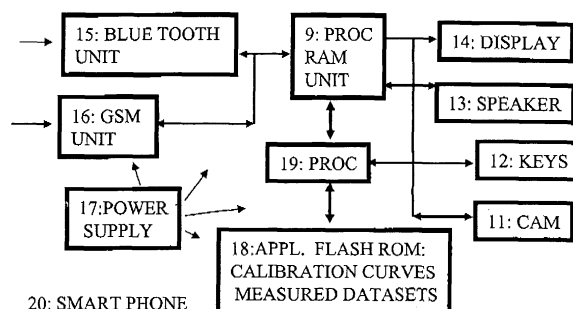 15: BLUE TOOTH
UNIT
9: PROC
RAM
UNIT
14: DISPLAY
13: SPEAKER
16: GSM
UNIT
19: PROC
12: KEYS
17:POWER
SUPPLY
11: CAM
18:APPL. FLASH ROM:
CALIBRATION CURVES
MEASURED DATASETS
20: SMART PHONE